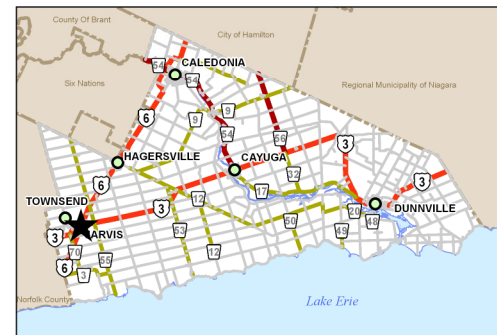 County Of Brant
City of Hamilton
54
CALEDONIA
54
Six Nations
Regional Municipality of Niagara
6
9
9
54
56
3
HAGERSVILLE
CAYUGA
32
3
6
17
TOWNSEND
12
3
20
DUNNVILLE
ARVIS
50
48
3
53
49
70
12
6
3
55
Norfolk County
Lake Erie